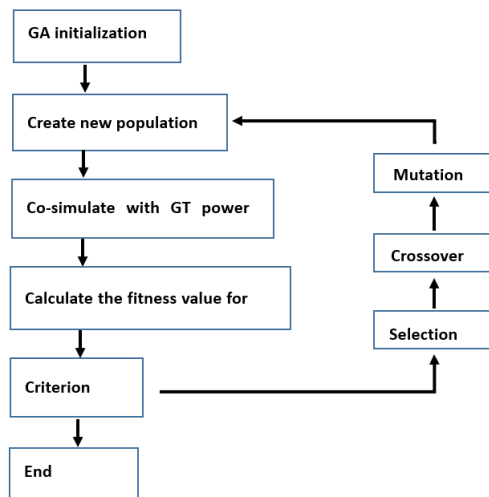 GA initialization
Create new population
Co-simulate with GT power
Calculate the fitness value for
Criterion
End
Mutation
Crossover
Selection